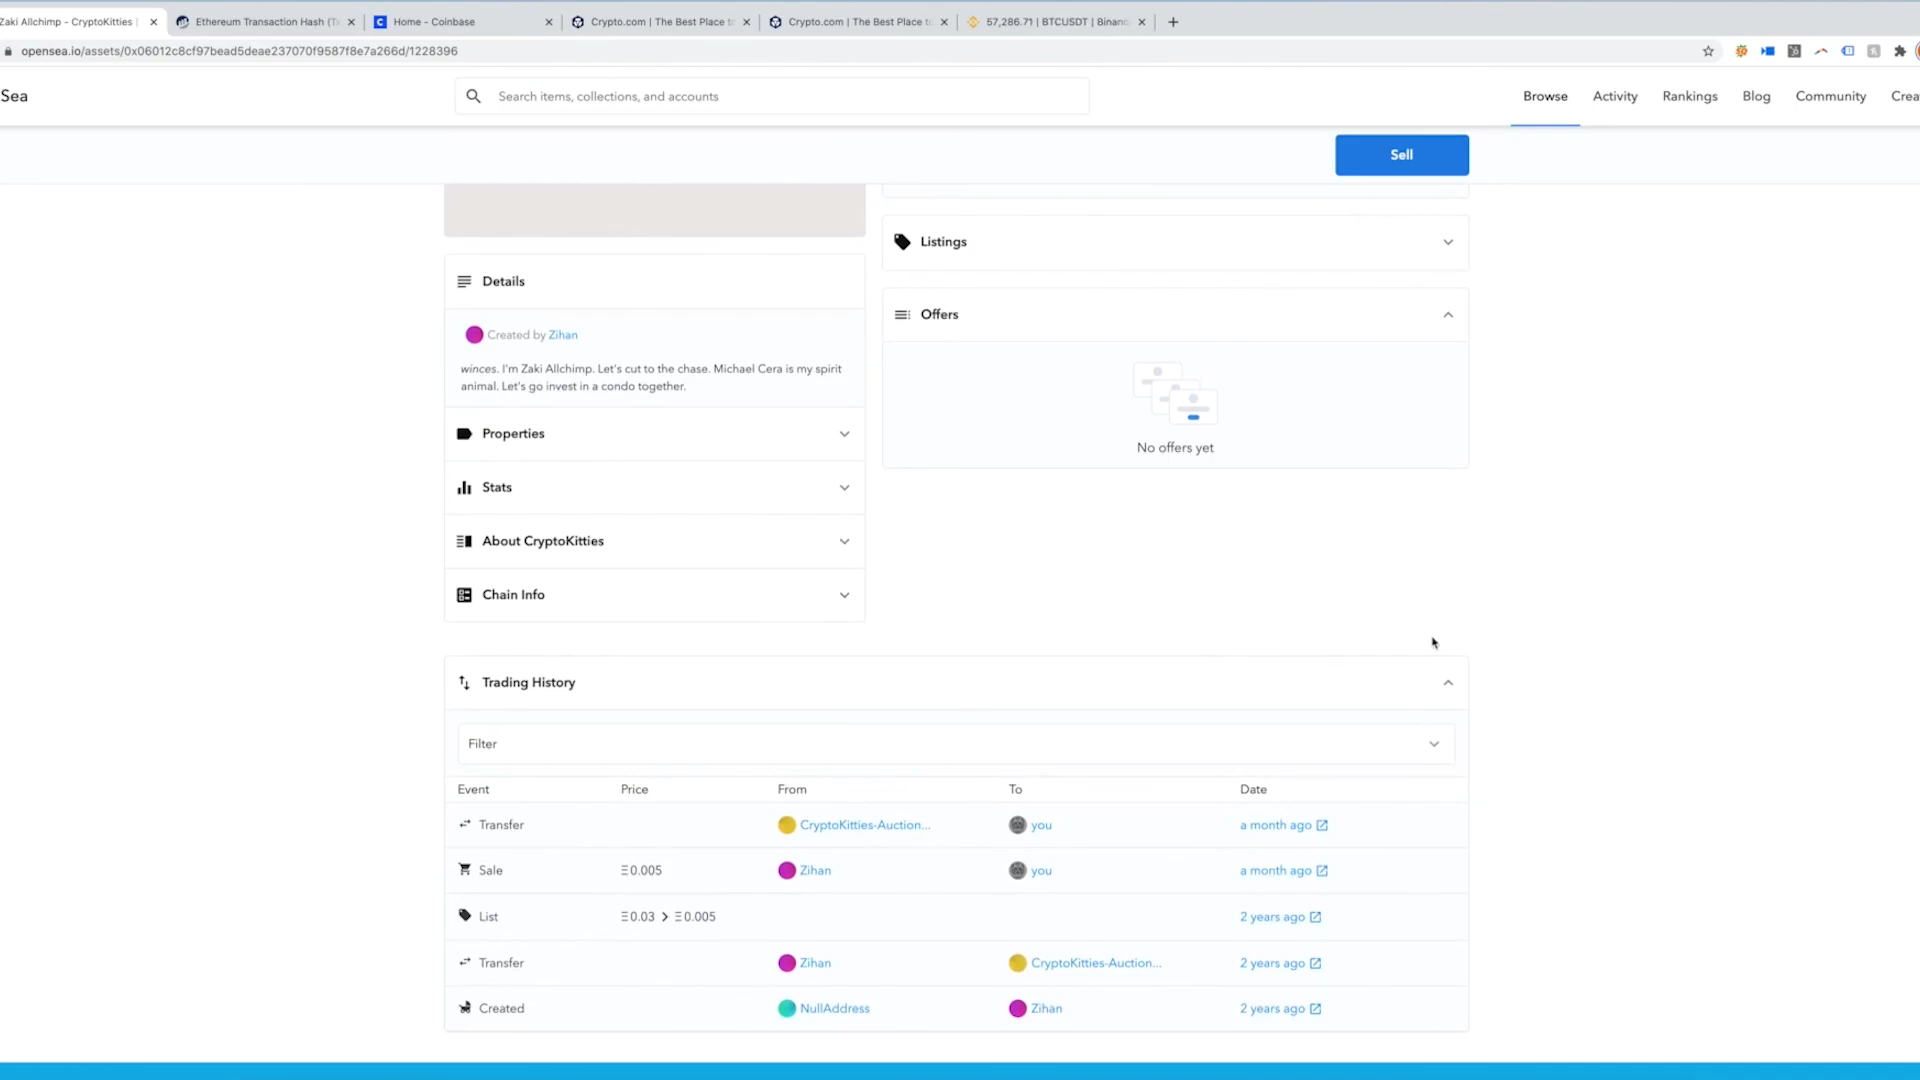 Zaki Allchimp - CryptoKitties |
Ethereum Transaction Hash (Tx
Home - Coinbase
Crypto.com | The Best Place to
Crypto.com | The Best Place to
57,286.71 | BTCUSDT | Binanc
opensea.io/assets/0x06012c8cf97bead5deae237070f9587f8e7a266d/1228396
Sea
Search items, collections, and accounts
Browse
Activity
Rankings
Blog
Community
Crea
Sell
Listings
Details
Offers
Created by Zihan
winces. I'm Zaki Allchimp. Let's cut to the chase. Michael Cera is my spirit
animal. Let's go invest in a condo together.
Properties
No offers yet
Stats
About CryptoKitties
Chain Info
Trading History
Filter
Event Price From To Date
Transfer CryptoKitties-Auction... you a month ago
Sale Ξ0.005 Zihan you a month ago
List Ξ0.03 > Ξ0.005 2 years ago
Transfer Zihan CryptoKitties-Auction... 2 years ago
Created NullAddress Zihan 2 years ago